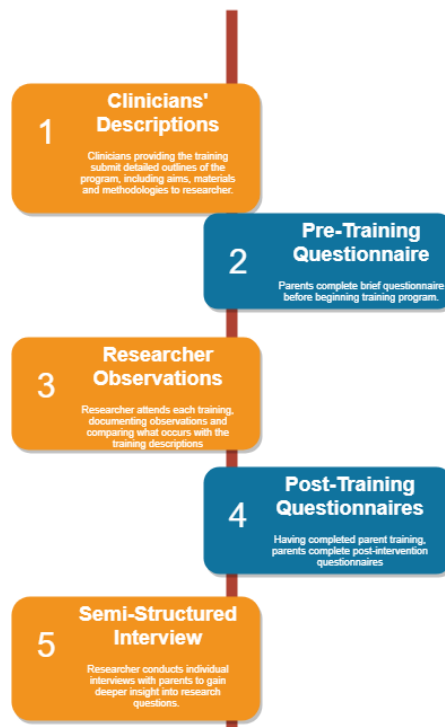 1
Clinicians'
Descriptions
Clinicians providing the training
submit detailed outlines of the
program, including aims, materials
and methodologies to researcher.
2
Pre-Training
Questionnaire
Parents complete brief questionnaire
before beginning training program.
3
Researcher
Observations
Researcher attends each training,
documenting observations and
comparing what occurs with the
training descriptions
4
Post-Training
Questionnaires
Having completed parent training,
parents complete post-intervention
questionnaires
5
Semi-Structured
Interview
Researcher conducts individual
interviews with parents to gain
deeper insight into research
questions.